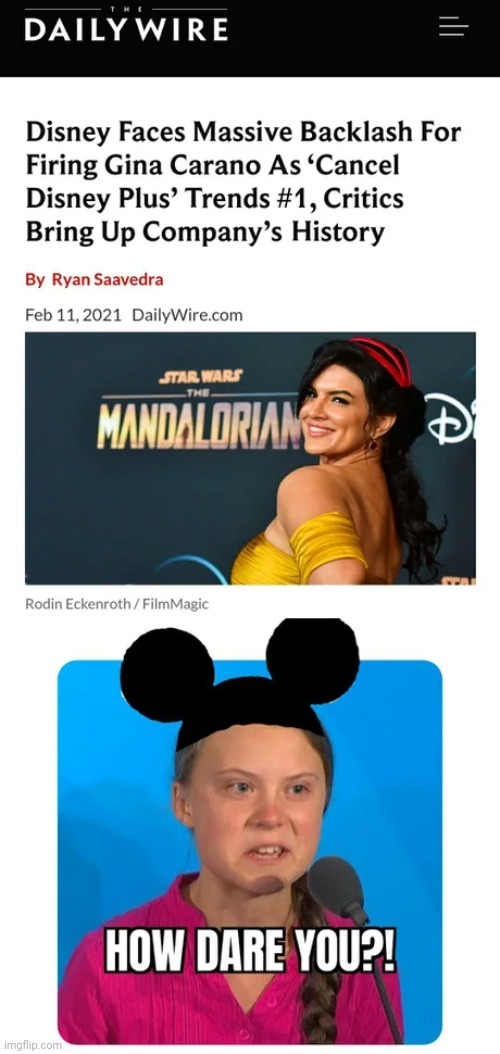 THE
DAILY WIRE
Disney Faces Massive Backlash For
Firing Gina Carano As ‘Cancel
Disney Plus’ Trends #1, Critics
Bring Up Company’s History
By Ryan Saavedra
Feb 11, 2021 DailyWire.com
STAR WARS
THE
MANDALORIAN
Rodin Eckenroth / FilmMagic
HOW DARE YOU?!
imgflip.com